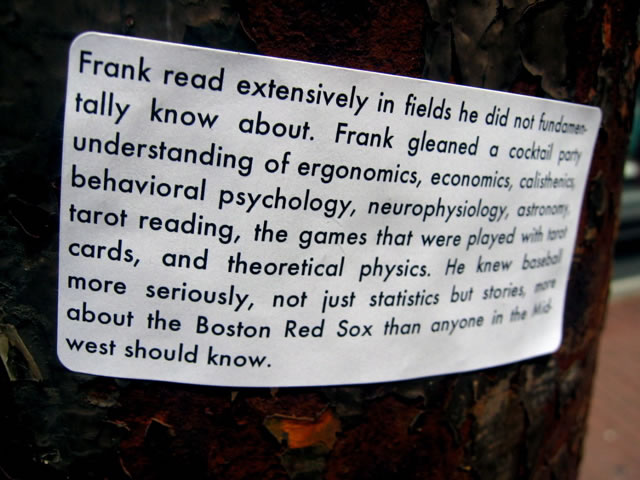 Frank read extensively in fields he did not fundamen-
tally know about. Frank gleaned a cocktail party
understanding of ergonomics, economics, calisthenics,
behavioral psychology, neurophysiology, astronomy,
tarot reading, the games that were played with tarot
cards, and theoretical physics. He knew baseball
more seriously, not just statistics but stories, more
about the Boston Red Sox than anyone in the Mid-
west should know.